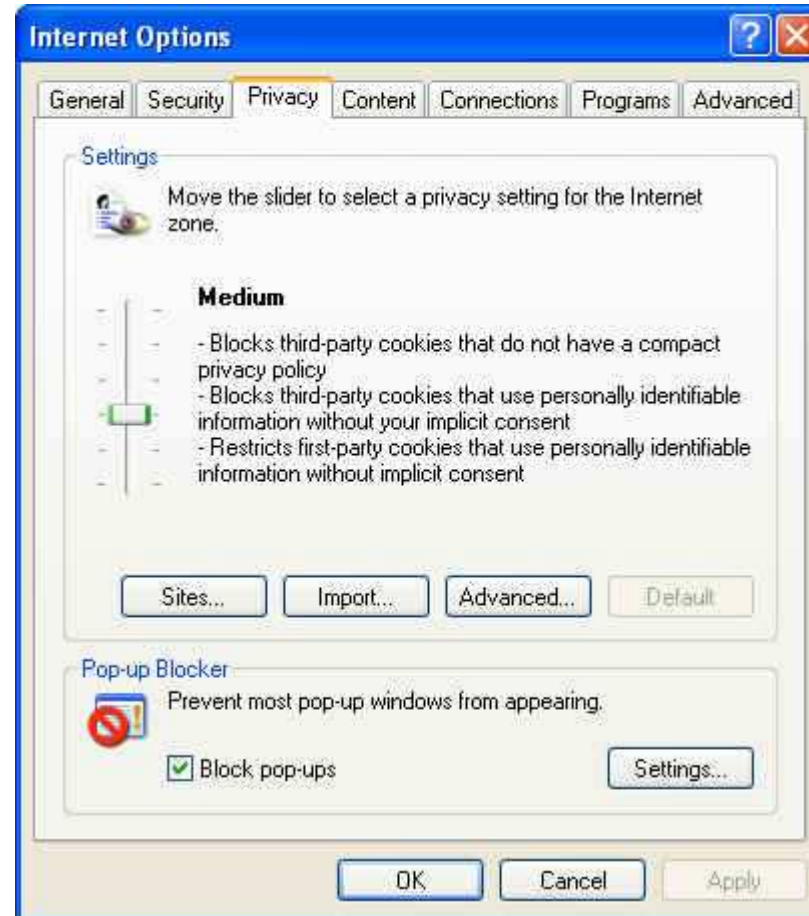 Internet Options
General Security Privacy Content Connections Programs Advanced
Settings
Move the slider to select a privacy setting for the Internet
zone.
Medium
- Blocks third-party cookies that do not have a compact
privacy policy
- Blocks third-party cookies that use personally identifiable
information without your implicit consent
- Restricts first-party cookies that use personally identifiable
information without implicit consent
Sites... Import... Advanced... Default
Pop-up Blocker
Prevent most pop-up windows from appearing.
Block pop-ups Settings...
OK Cancel Apply